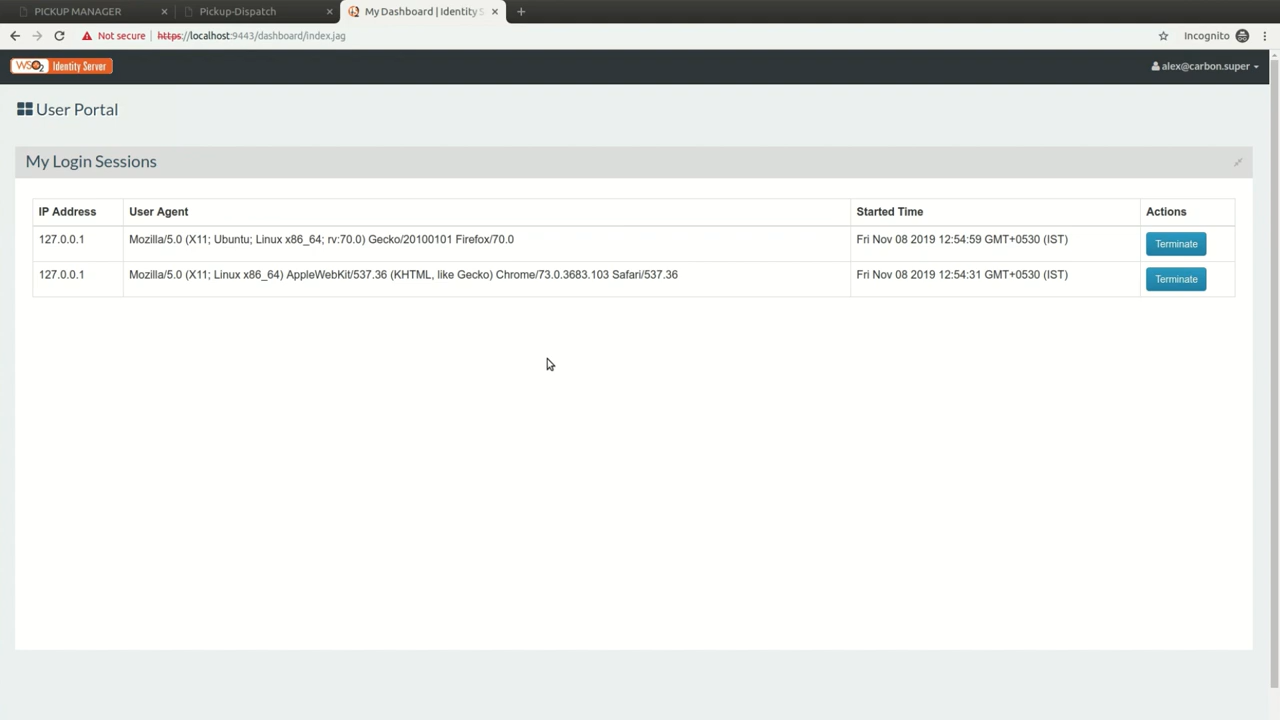 PICKUP MANAGER
Pickup-Dispatch
My Dashboard | Identity S
Not secure | https://localhost:9443/dashboard/index.jag
Incognito
WSO2 Identity Server
alex@carbon.super
User Portal
My Login Sessions
IP Address User Agent Started Time Actions
127.0.0.1 Mozilla/5.0 (X11; Ubuntu; Linux x86_64; rv:70.0) Gecko/20100101 Firefox/70.0 Fri Nov 08 2019 12:54:59 GMT+0530 (IST) Terminate
127.0.0.1 Mozilla/5.0 (X11; Linux x86_64) AppleWebKit/537.36 (KHTML, like Gecko) Chrome/73.0.3683.103 Safari/537.36 Fri Nov 08 2019 12:54:31 GMT+0530 (IST) Terminate